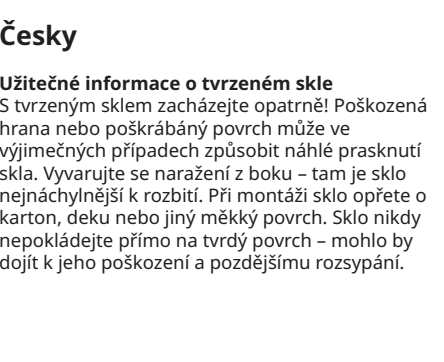 Česky
Užitečné informace o tvrzeném skle
S tvrzeným sklem zacházejte opatrně! Poškozená
hrana nebo poškrábáný povrch může ve
výjimečných případech způsobit náhlé prasknutí
skla. Vyvarujte se naražení z boku – tam je sklo
nejnáchylnější k rozbití. Při montáži sklo opřete o
karton, deku nebo jiný měkký povrch. Sklo nikdy
nepokládejte přímo na tvrdý povrch – mohlo by
dojít k jeho poškození a pozdějšímu rozsypání.